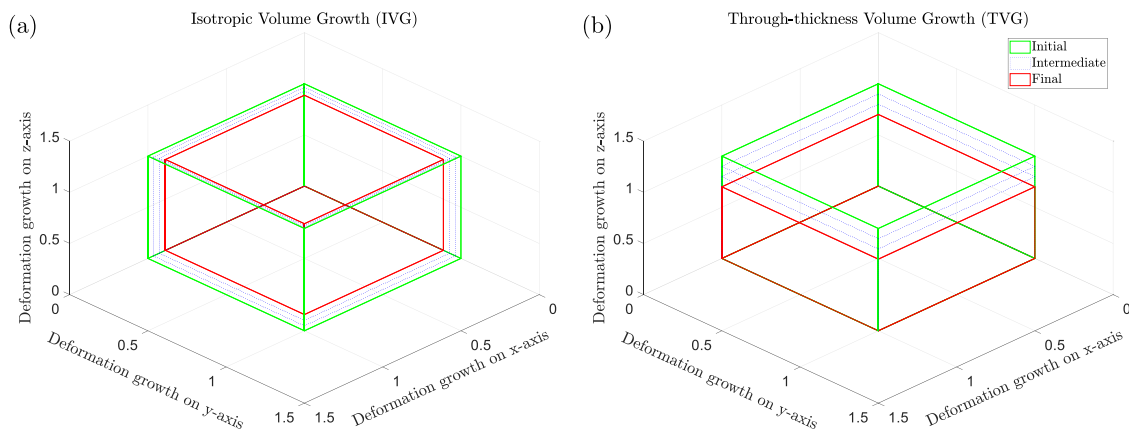 (a)
Isotropic Volume Growth (IVG)
Deformation growth on z-axis
1.5
1
0.5
0
0
0.5
1
1.5
Deformation growth on y-axis
1.5
1
0.5
0
Deformation growth on x-axis
(b)
Through-thickness Volume Growth (TVG)
Initial
Intermediate
Final
Deformation growth on z-axis
1.5
1
0.5
0
0
0.5
1
1.5
Deformation growth on y-axis
1.5
1
0.5
0
Deformation growth on x-axis